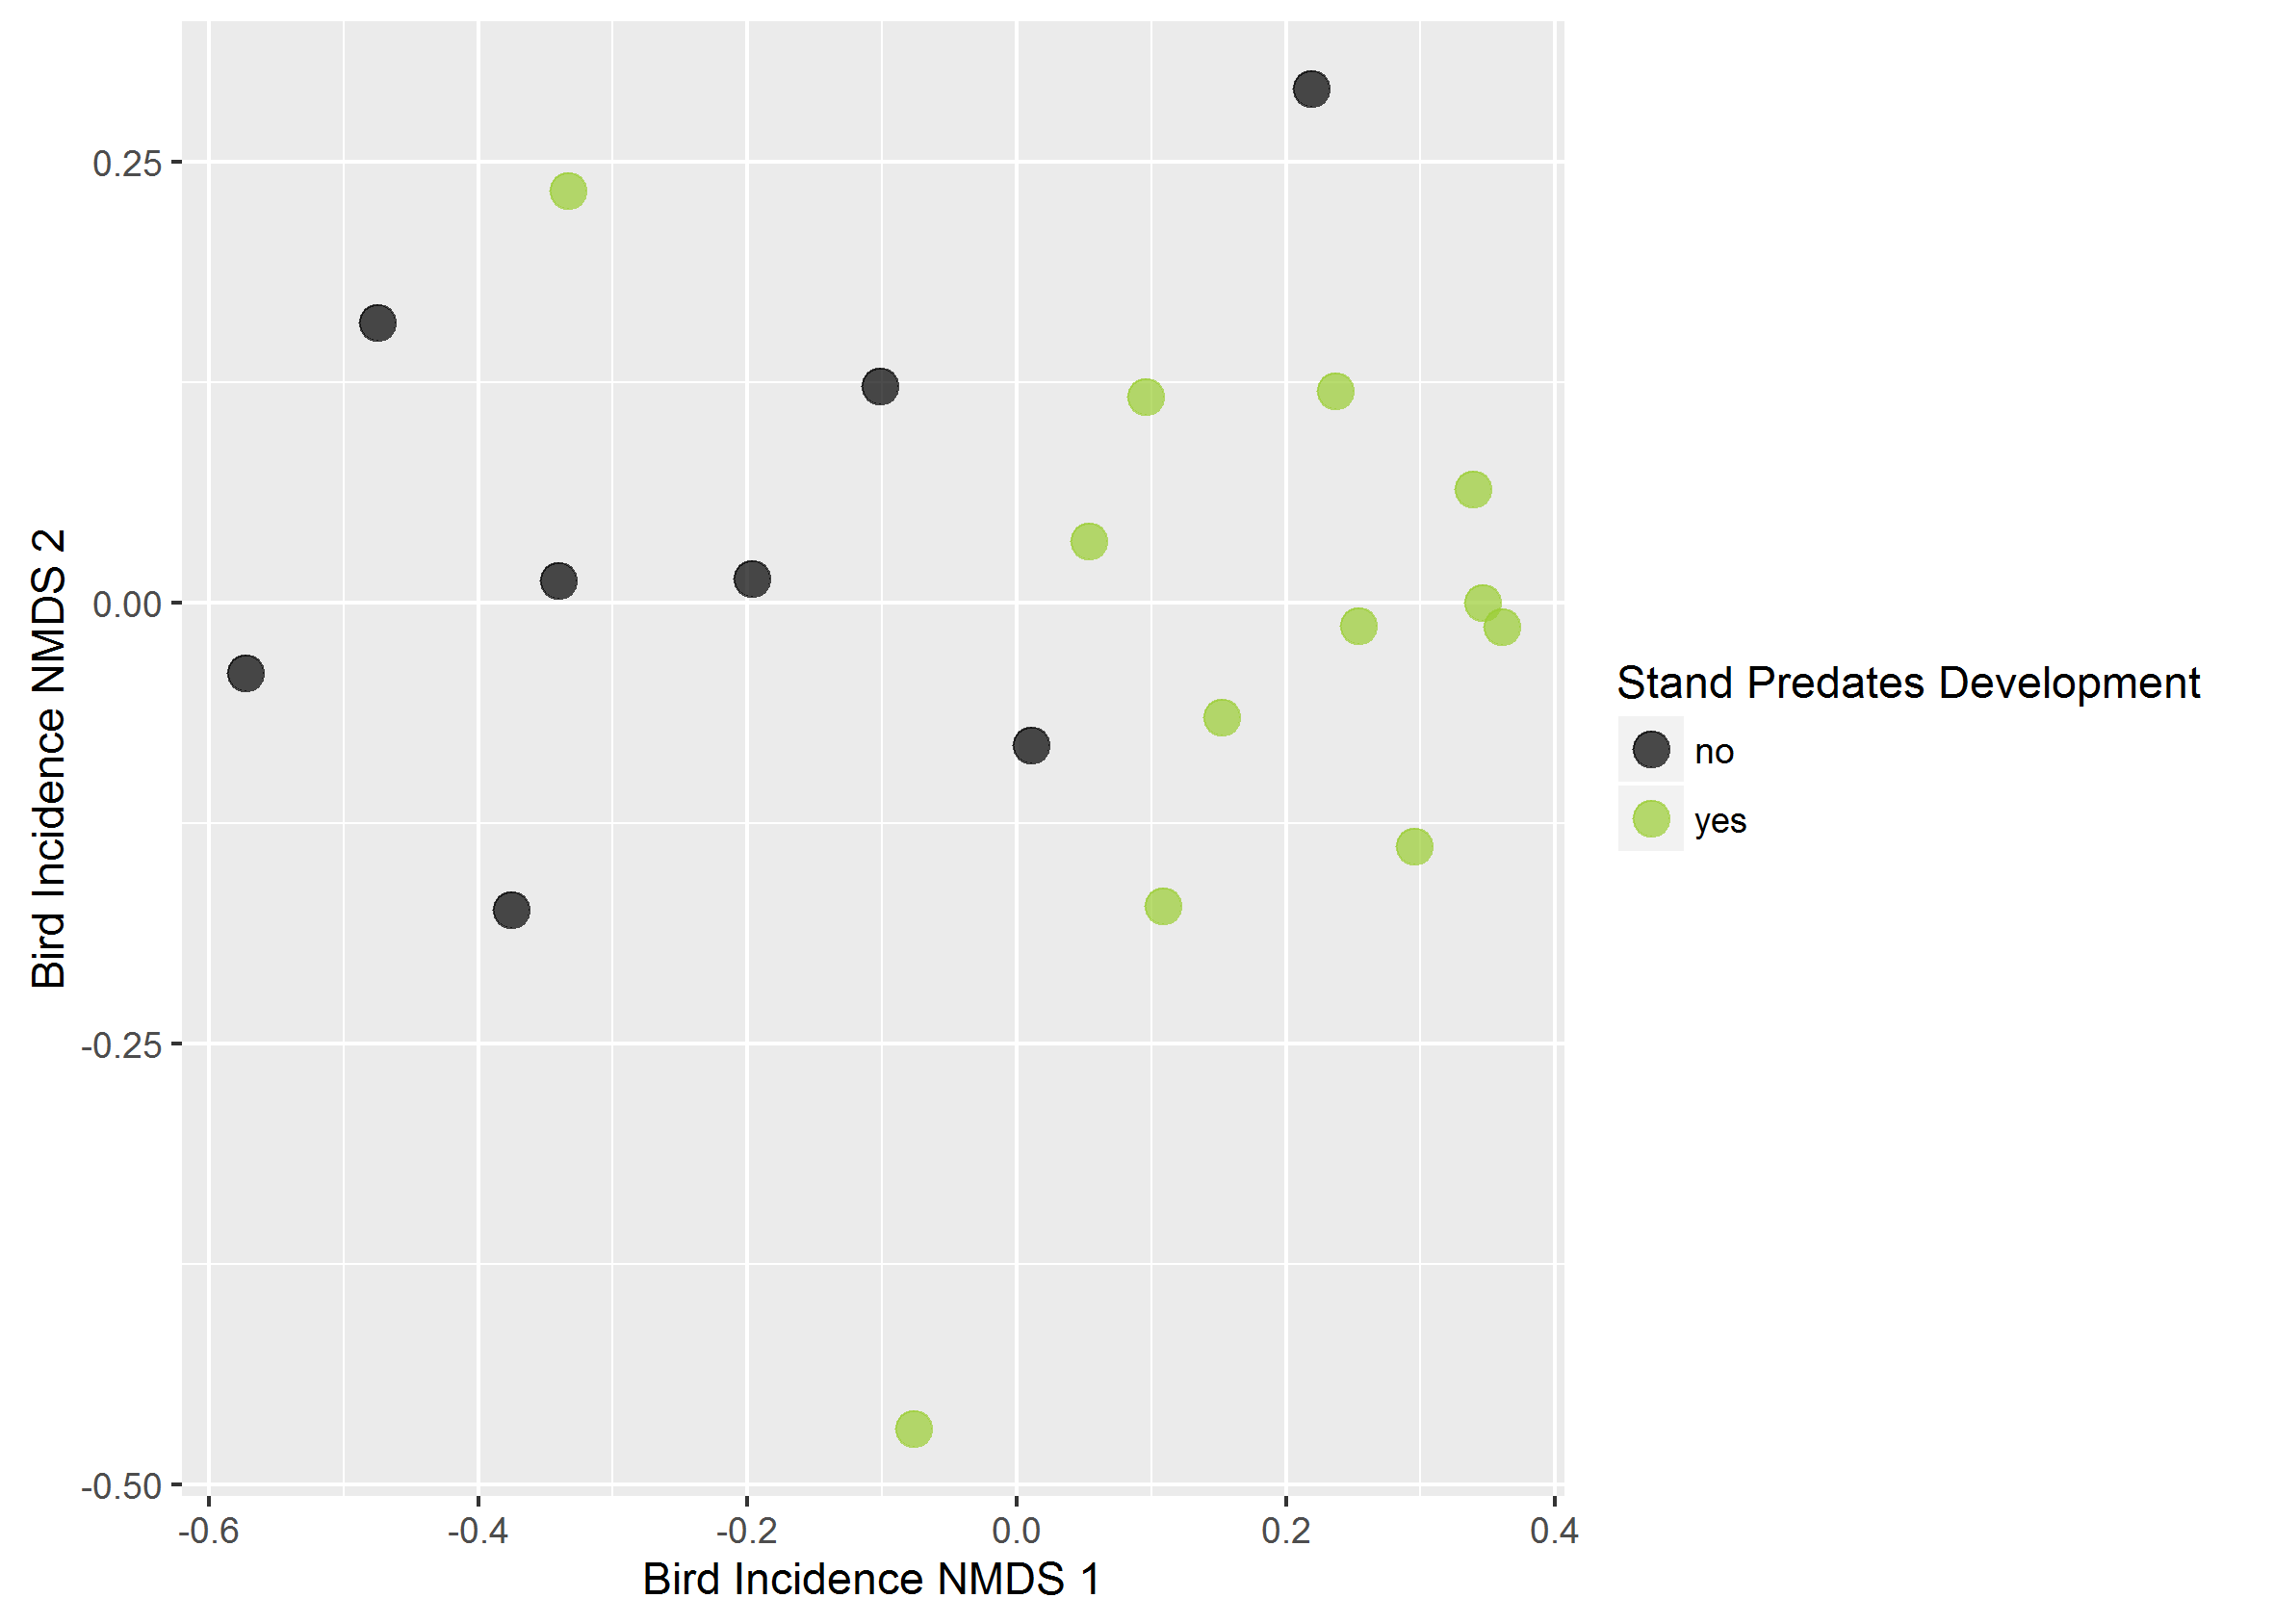 0.25
0.00
-0.25
-0.50
Bird Incidence NMDS 2
-0.6 -0.4 -0.2 0.0 0.2 0.4
Bird Incidence NMDS 1
Stand Predates Development
no
yes